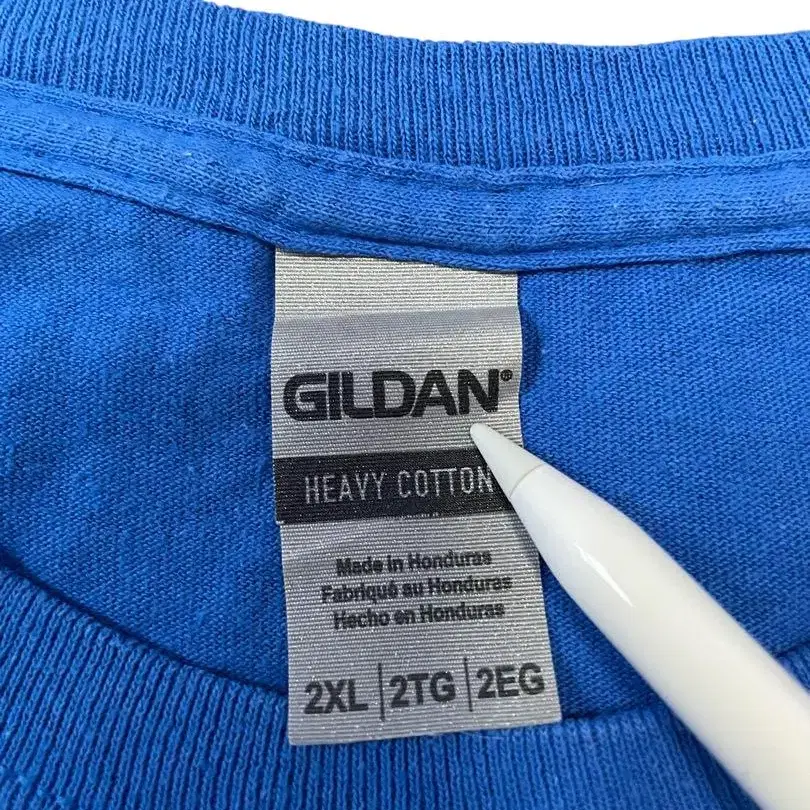 GILDAN®
HEAVY COTTON
Made in Honduras
Fabriqué au Honduras
Hecho en Honduras
2XL | 2TG | 2EG